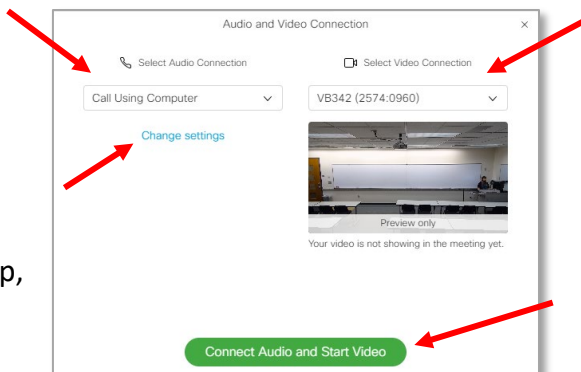 Audio and Video Connection ×
Select Audio Connection
Select Video Connection
Call Using Computer
VB342 (2574:0960)
Change settings
Preview only
Your video is not showing in the meeting yet.
p,
Connect Audio and Start Video